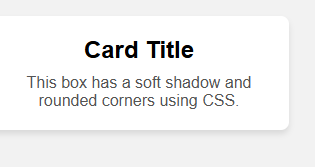 Card Title
This box has a soft shadow and
rounded corners using CSS.